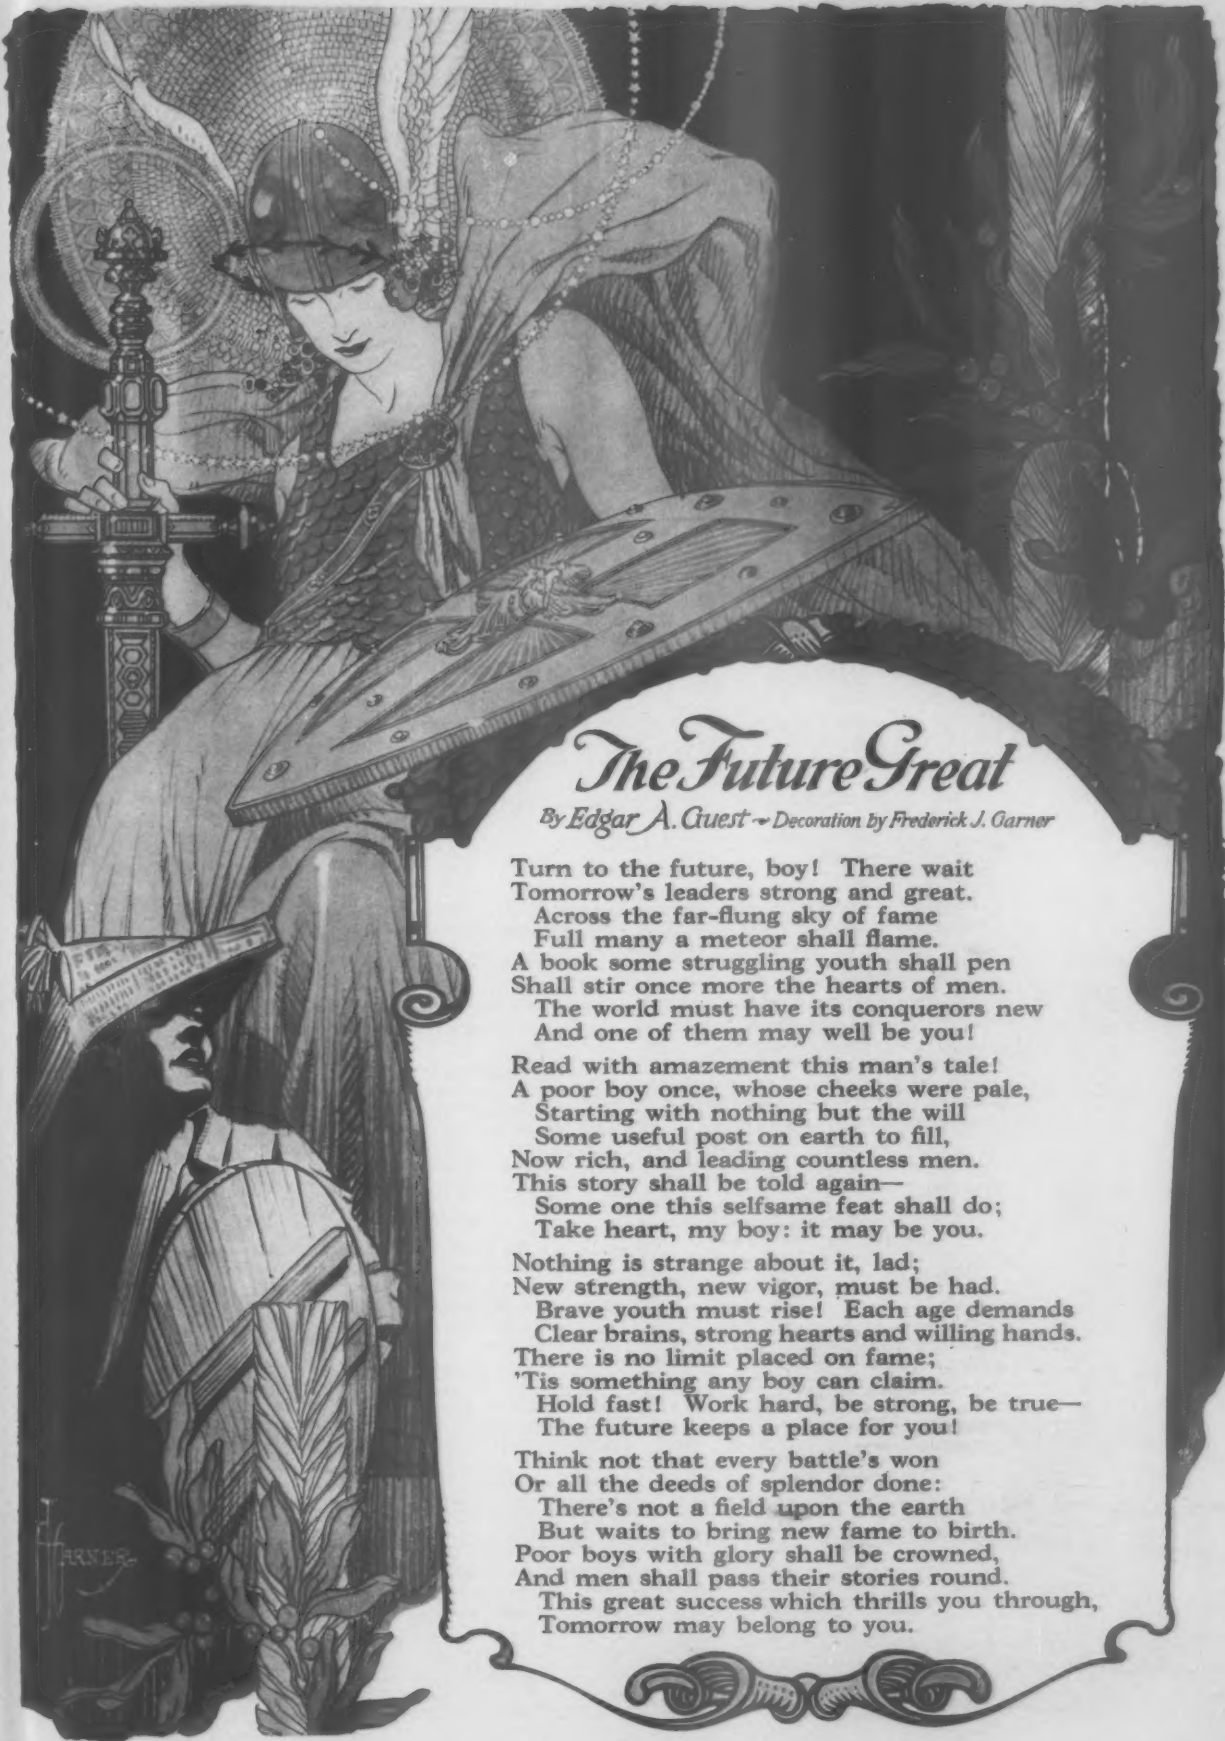 The Future Great
By Edgar A. Guest ~ Decoration by Frederick J. Garner
Turn to the future, boy! There wait
Tomorrow's leaders strong and great.
Across the far-flung sky of fame
Full many a meteor shall flame.
A book some struggling youth shall pen
Shall stir once more the hearts of men.
The world must have its conquerors new
And one of them may well be you!
Read with amazement this man's tale!
A poor boy once, whose cheeks were pale,
Starting with nothing but the will
Some useful post on earth to fill,
Now rich, and leading countless men.
This story shall be told again—
Some one this selfsame feat shall do;
Take heart, my boy: it may be you.
Nothing is strange about it, lad;
New strength, new vigor, must be had.
Brave youth must rise! Each age demands
Clear brains, strong hearts and willing hands.
There is no limit placed on fame;
'Tis something any boy can claim.
Hold fast! Work hard, be strong, be true—
The future keeps a place for you!
Think not that every battle's won
Or all the deeds of splendor done:
There's not a field upon the earth
But waits to bring new fame to birth.
Poor boys with glory shall be crowned,
And men shall pass their stories round.
This great success which thrills you through,
Tomorrow may belong to you.